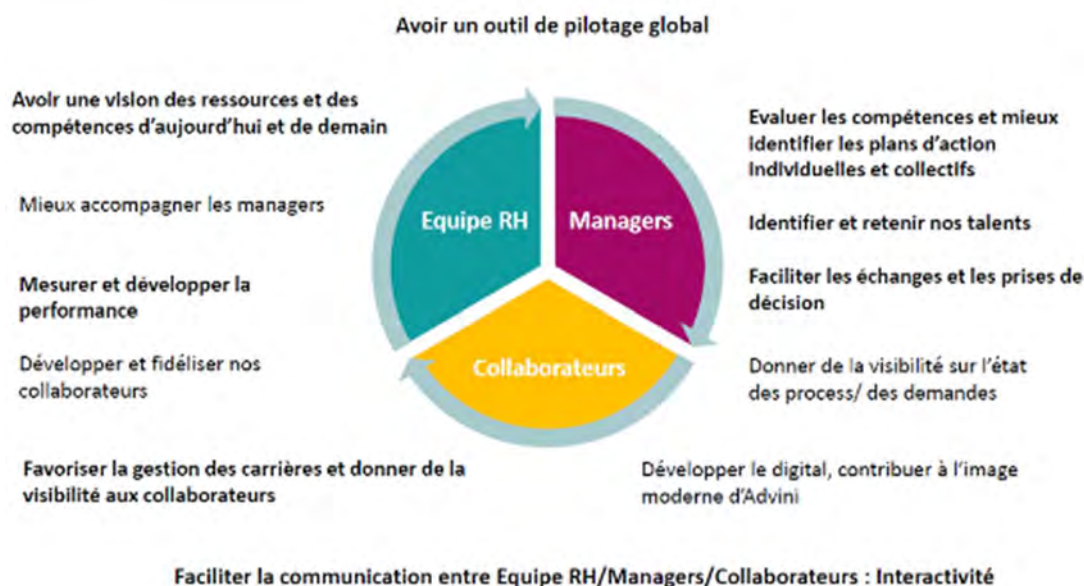 Avoir un outil de pilotage global
Avoir une vision des ressources et des
compétences d'aujourd'hui et de demain
Mieux accompagner les managers
Mesurer et développer la
performance
Développer et fidéliser nos
collaborateurs
Favoriser la gestion des carrières et donner de la
visibilité aux collaborateurs
Equipe RH
Managers
Collaborateurs
Evaluer les compétences et mieux
identifier les plans d'action
individuelles et collectifs
Identifier et retenir nos talents
Faciliter les échanges et les prises de
décision
Donner de la visibilité sur l'état
des process/ des demandes
Développer le digital, contribuer à l'image
moderne d'Advini
Faciliter la communication entre Equipe RH/Managers/Collaborateurs : Interactivité